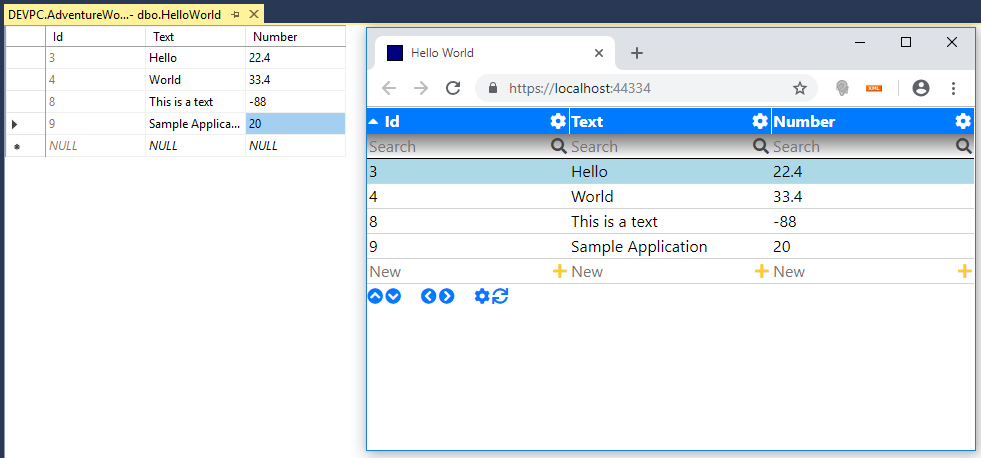 DEVPC.AdventureWo...- dbo.HelloWorld
Id Text Number
3 Hello 22.4
4 World 33.4
8 This is a text -88
9 Sample Applica... 20
NULL NULL NULL
Hello World
https://localhost:44334
XML
Id Text Number
Search Search Search
3 Hello 22.4
4 World 33.4
8 This is a text -88
9 Sample Application 20
New New New